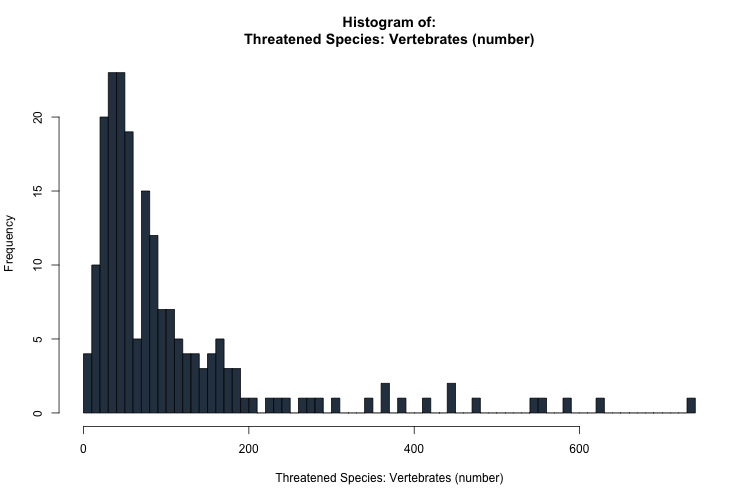 Histogram of:
Threatened Species: Vertebrates (number)
Frequency
20
15
10
5
0
0 200 400 600
Threatened Species: Vertebrates (number)